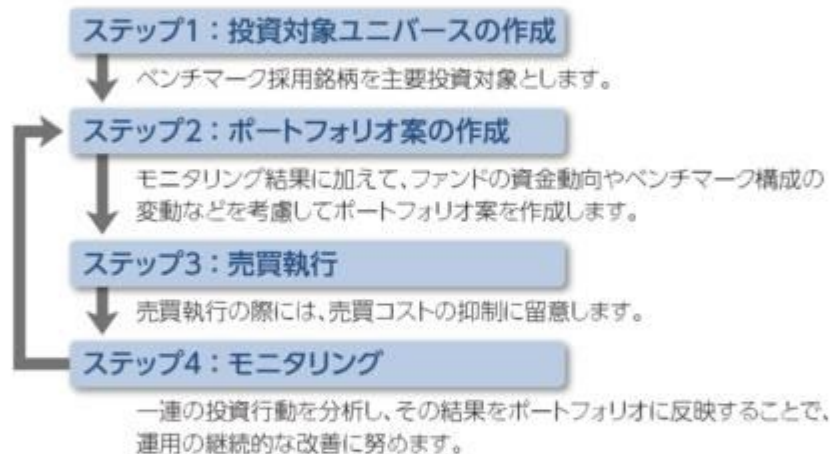 ステップ1：投資対象ユニバースの作成
ベンチマーク採用銘柄を主要投資対象とします。
ステップ2：ポートフォリオ案の作成
モニタリング結果に加えて、ファンドの資金動向やベンチマーク構成の
変動などを考慮してポートフォリオ案を作成します。
ステップ3：売買執行
売買執行の際には、売買コストの抑制に留意します。
ステップ4：モニタリング
一連の投資行動を分析し、その結果をポートフォリオに反映することで、
運用の継続的な改善に努めます。